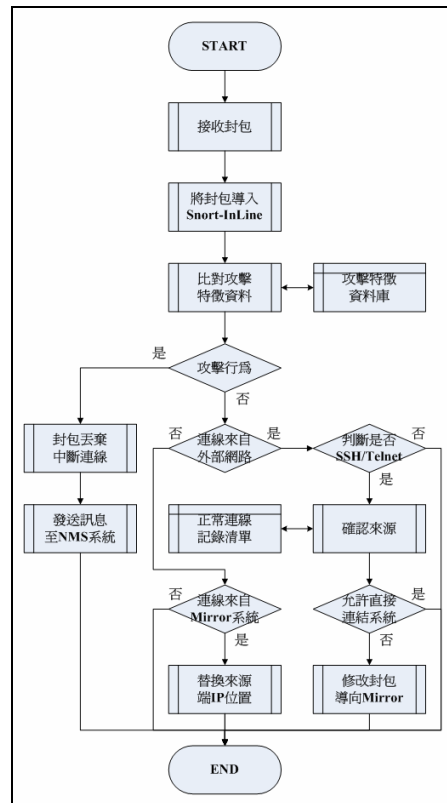 START
接收封包
將封包導入
Snort-InLine
比對攻擊
特徵資料
攻擊特徵
資料庫
是
攻擊行為
否
封包丟棄
中斷連線
否
連線來自
外部網路
是
判斷是否
SSH/Telnet
否
是
發送訊息
至NMS系統
正常連線
記錄清單
確認來源
否
連線來自
Mirror系統
是
允許直接
連結系統
是
否
替換來源
端IP位置
修改封包
導向Mirror
END